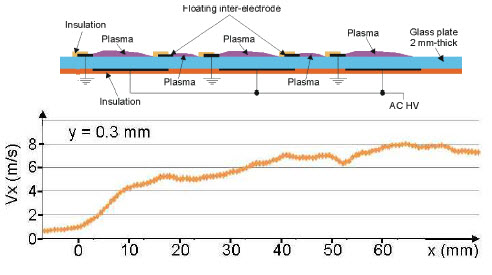 Insulation
Floating inter-electrode
Plasma
Plasma
Plasma
Glass plate
2 mm-thick
Insulation
Plasma
Plasma
AC HV
y = 0.3 mm
Vx (m/s)
8
6
4
2
0
0 10 20 30 40 50 60 x (mm)